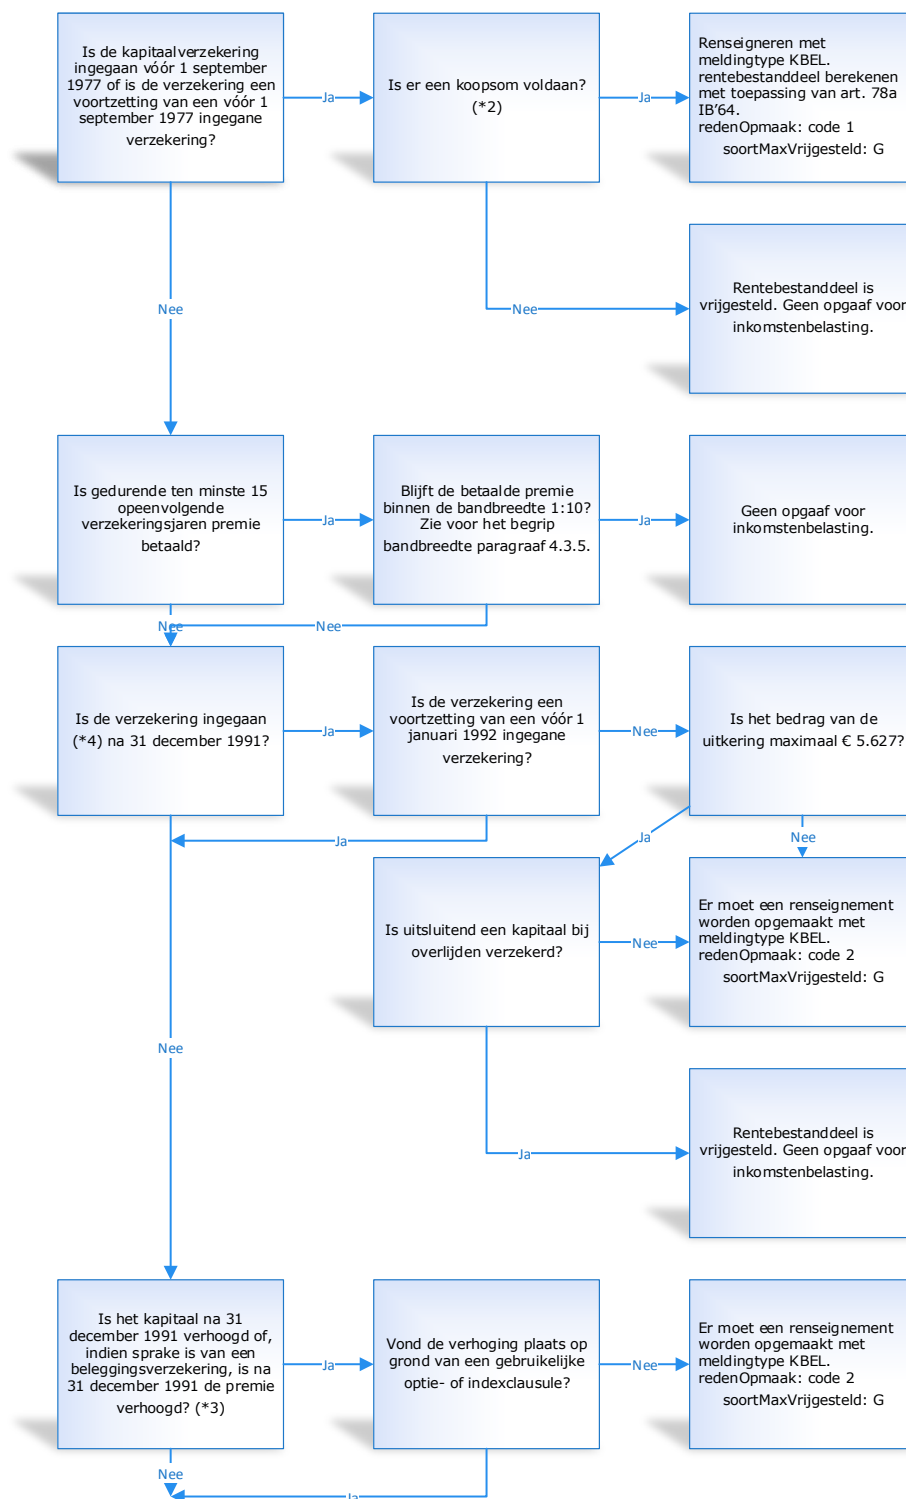 Is de kapitaalverzekering
ingegaan vóór 1 september
1977 of is de verzekering een
voortzetting van een vóór 1
september 1977 ingegane
verzekering?
Ja
Is er een koopsom voldaan?
(*2)
Ja
Renseigneren met
meldingtype KBEL.
rentebestanddeel berekenen
met toepassing van art. 78a
IB'64.
redenOpmaak: code 1
soortMaxVrijgesteld: G
Nee
Nee
Rentebestanddeel is
vrijgesteld. Geen opgaaf voor
inkomstenbelasting.
Is gedurende ten minste 15
opeenvolgende
verzekeringsjaren premie
betaald?
Ja
Blijft de betaalde premie
binnen de bandbreedte 1:10?
Zie voor het begrip
bandbreedte paragraaf 4.3.5.
Ja
Geen opgaaf voor
inkomstenbelasting.
Nee
Nee
Is de verzekering ingegaan
(*4) na 31 december 1991?
Ja
Is de verzekering een
voortzetting van een vóór 1
januari 1992 ingegane
verzekering?
Nee
Is het bedrag van de
uitkering maximaal € 5.627?
Ja
Ja
Nee
Is uitsluitend een kapitaal bij
overlijden verzekerd?
Nee
Er moet een renseignement
worden opgemaakt met
meldingtype KBEL.
redenOpmaak: code 2
soortMaxVrijgesteld: G
Nee
Ja
Rentebestanddeel is
vrijgesteld. Geen opgaaf voor
inkomstenbelasting.
Is het kapitaal na 31
december 1991 verhoogd of,
indien sprake is van een
beleggingsverzekering, is na
31 december 1991 de premie
verhoogd? (*3)
Ja
Vond de verhoging plaats op
grond van een gebruikelijke
optie- of indexclausule?
Nee
Er moet een renseignement
worden opgemaakt met
meldingtype KBEL.
redenOpmaak: code 2
soortMaxVrijgesteld: G
Nee
Ja